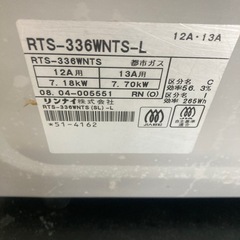 RTS-336WNTS-L 12A・13A
RTS-336WNTS 都市ガス
12A用 13A用
7.18kW 7.70kW
区分名 C
効率56.3%
08.04-005551 RN(O)
区分名 I
効率 265Wh
リンナイ株式会社
RTS-336WNTS(SL)-L
*51-4162